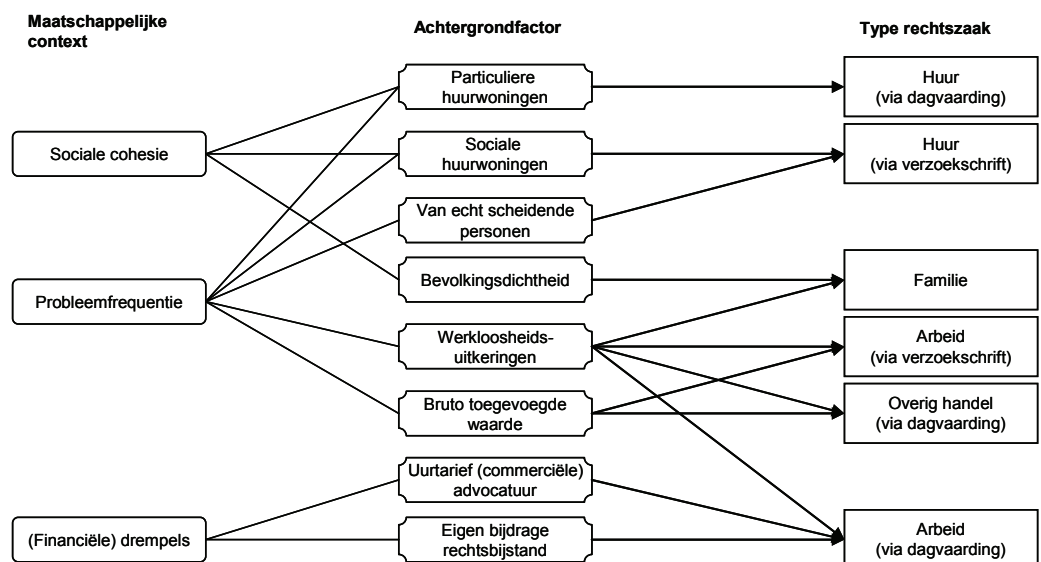 Maatschappelijke
context
Achtergrondfactor
Type rechtszaak
Particuliere
huurwoningen
Huur
(via dagvaarding)
Sociale cohesie
Sociale
huurwoningen
Huur
(via verzoekschrift)
Van echt scheidende
personen
Probleemfrequentie
Bevolkingsdichtheid
Familie
Werkloosheids-
uitkeringen
Arbeid
(via verzoekschrift)
Bruto toegevoegde
waarde
Overig handel
(via dagvaarding)
Uurtarief (commerciële)
advocatuur
(Financiële) drempels
Eigen bijdrage
rechtsbijstand
Arbeid
(via dagvaarding)